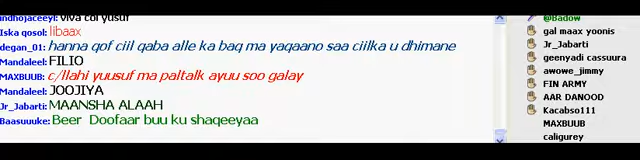 indhojaceeyl: viva col yusuf
Iska qosol: libaax
degan_01: hanna qof ciil qaba alle ka baq ma yaqaano saa ciilka u dhimane
Mandaleel: FILIO
MAXBUUB: c/llahi yuusuf ma paltalk ayuu soo galay
Mandaleel: JOOJIYA
Jr_Jabarti: MAANSHA ALAAH
Baasuuuke: Beer Doofaar buu ku shaqeeyaa
@Badow
gal maax yoonis
Jr_Jabarti
geenyadi cassuura
awowe_jimmy
FIN ARMY
AAR DANOOD
Kacabso111
MAXBUUB
caligurey